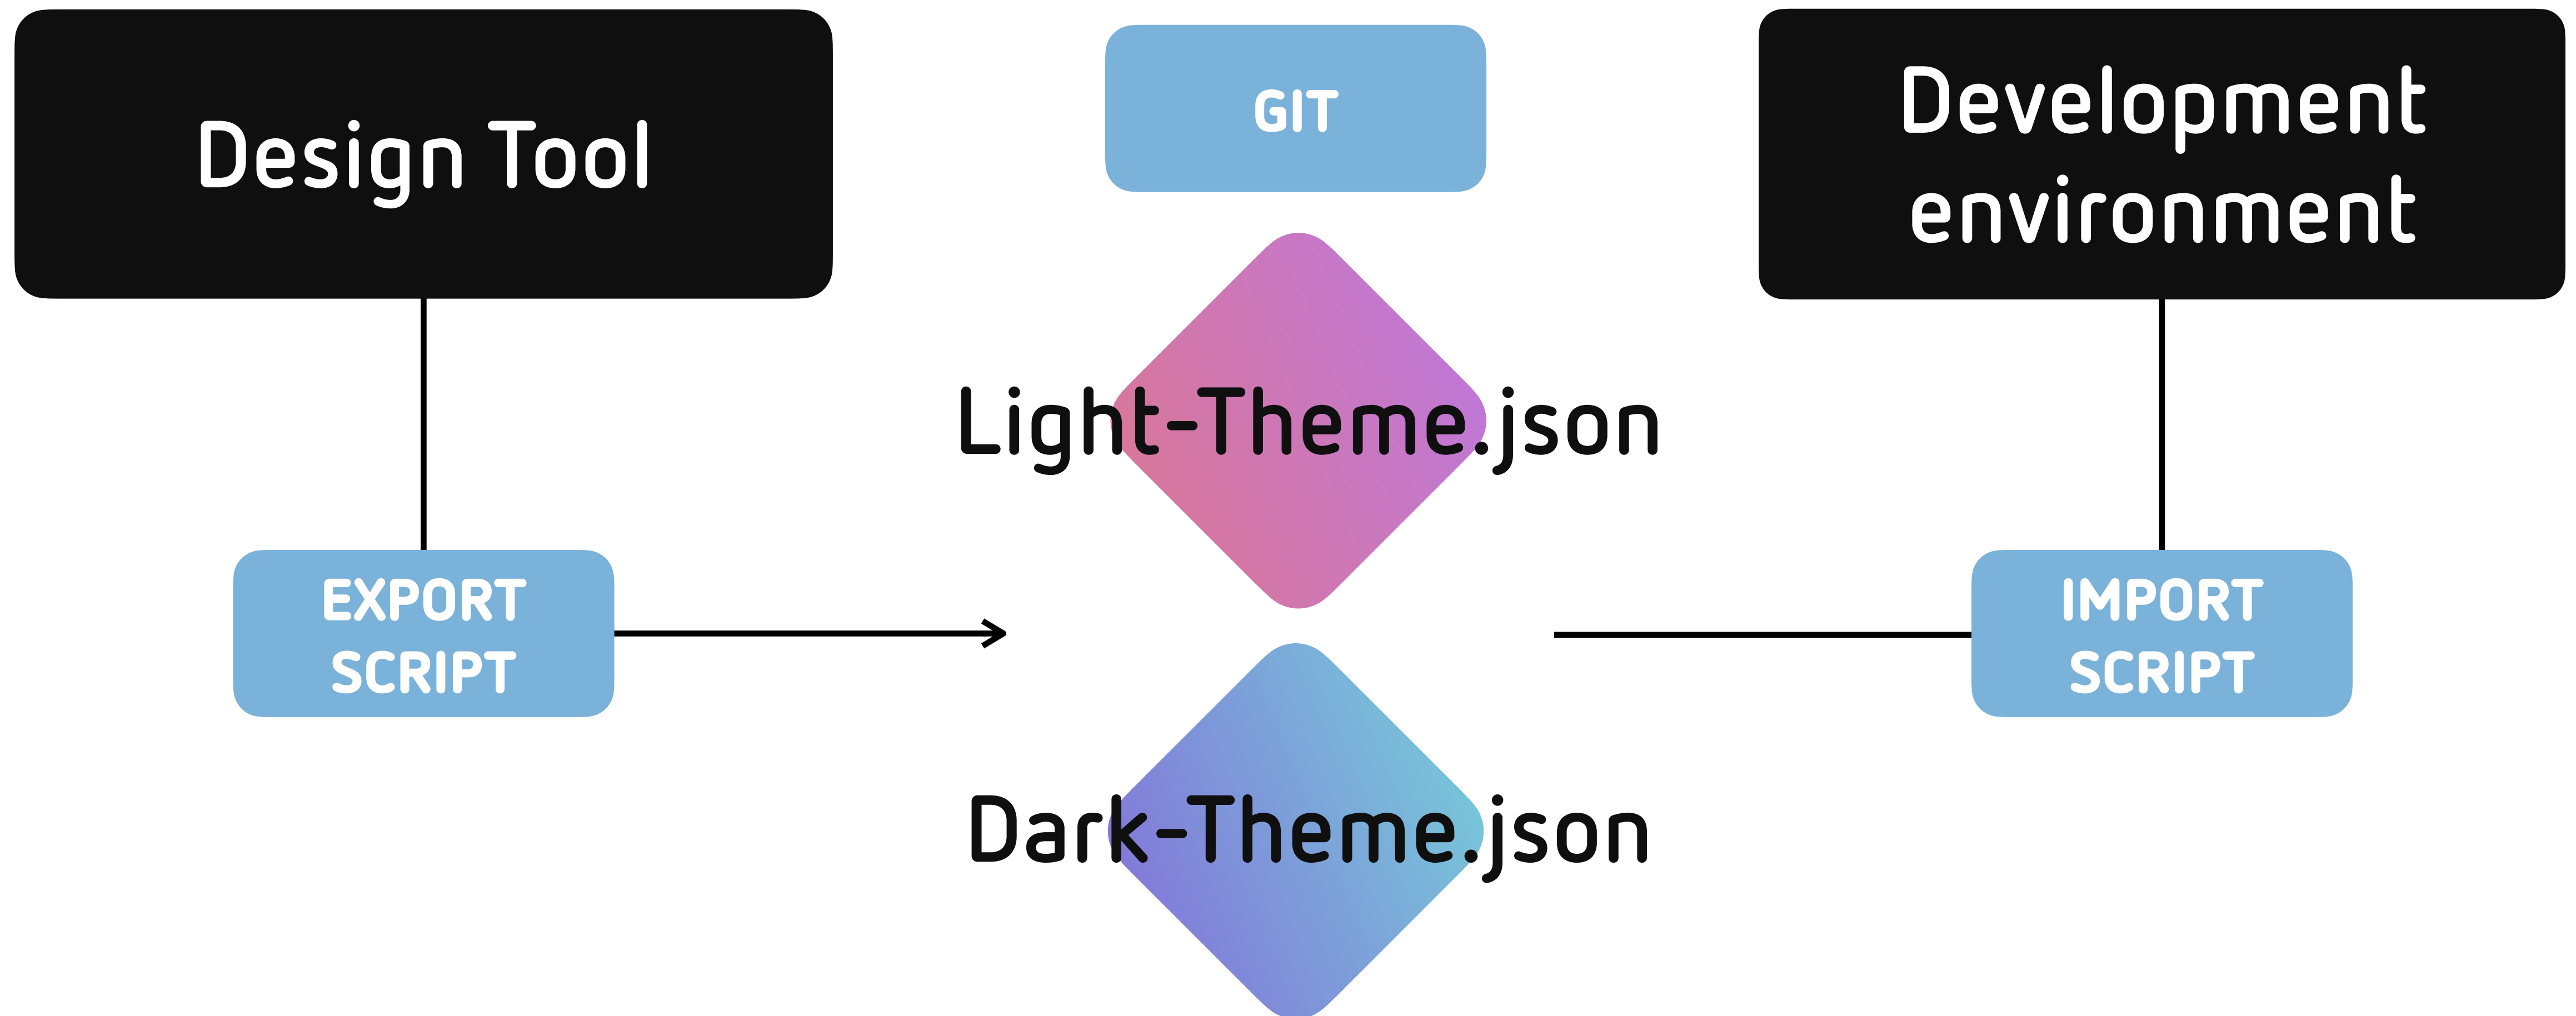 Design Tool
GIT
Development
environment
Light-Theme.json
EXPORT
SCRIPT
IMPORT
SCRIPT
Dark-Theme.json